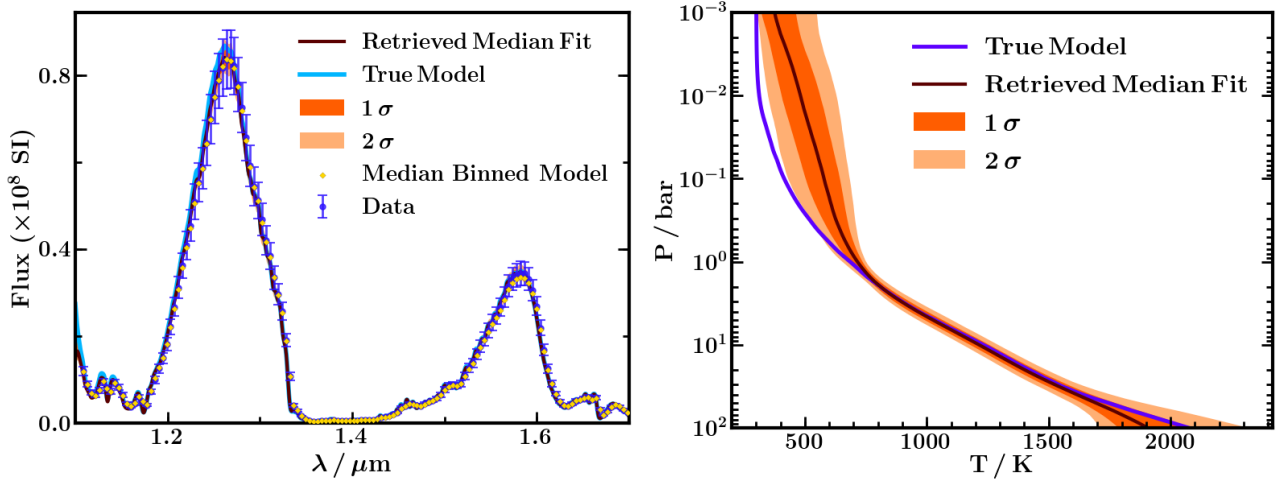 Flux (×10⁸ SI)
0.8
0.4
0.0
Retrieved Median Fit
True Model
1 σ
2 σ
Median Binned Model
Data
1.2
1.4
1.6
λ / μm
P / bar
10⁻³
10⁻²
10⁻¹
10⁰
10¹
10²
True Model
Retrieved Median Fit
1 σ
2 σ
500
1000
1500
2000
T / K